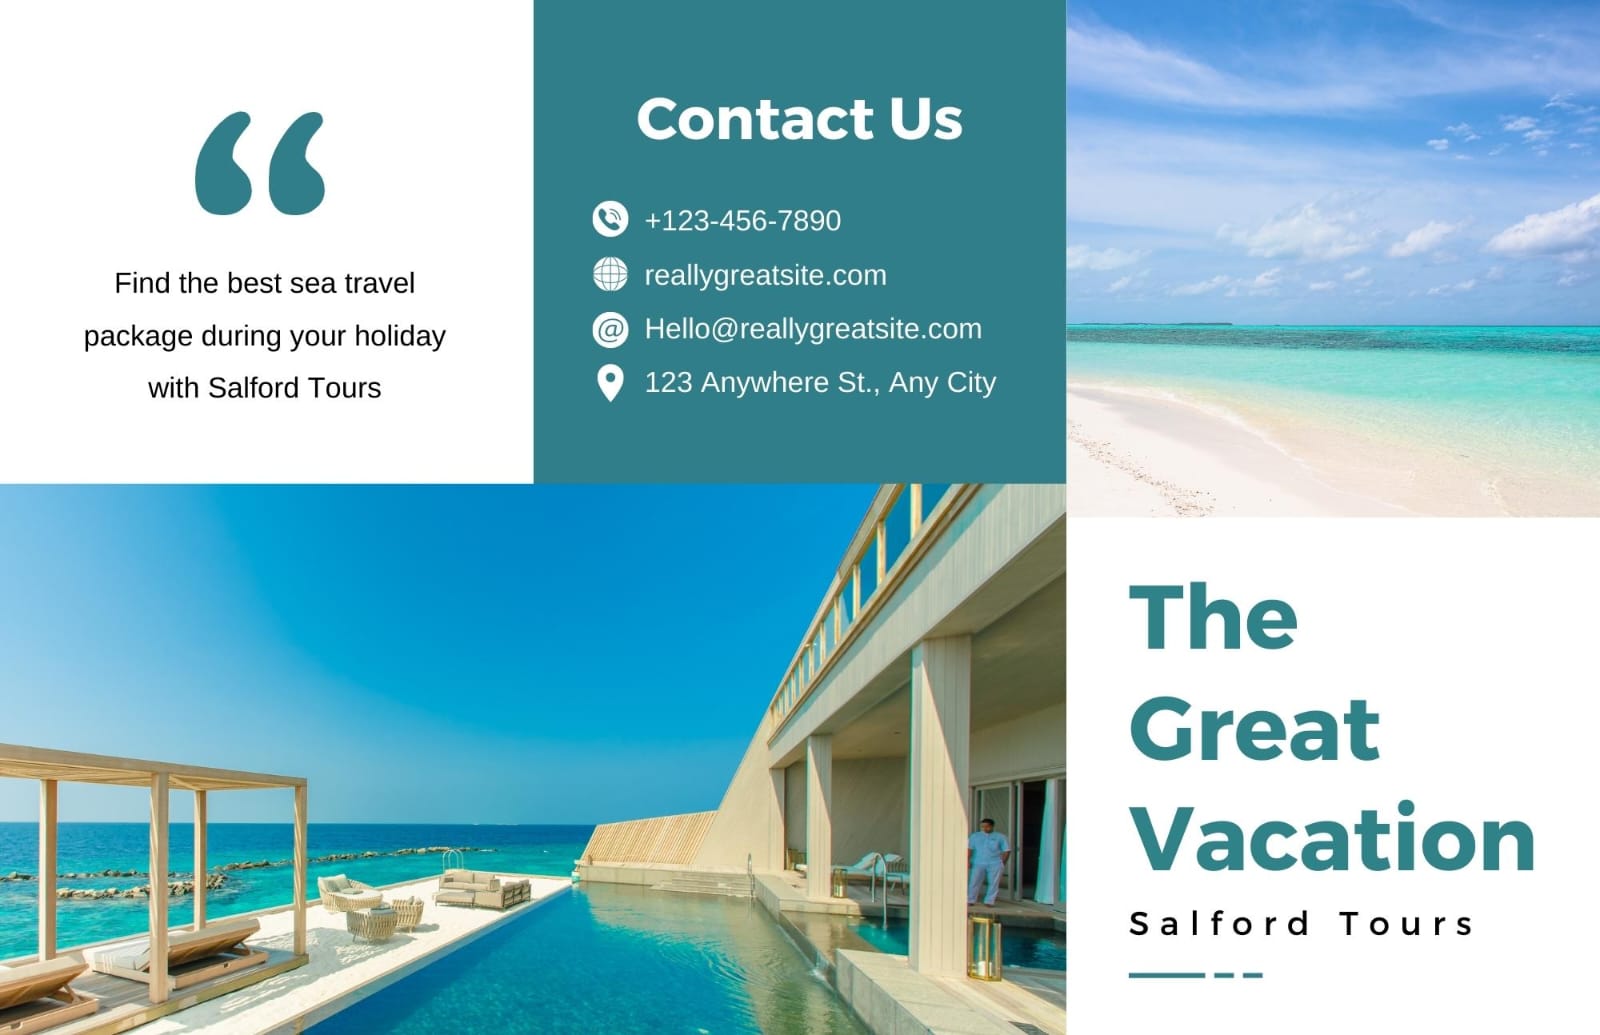 “
Find the best sea travel
package during your holiday
with Salford Tours
Contact Us
+123-456-7890
reallygreatsite.com
Hello@reallygreatsite.com
123 Anywhere St., Any City
The
Great
Vacation
Salford Tours